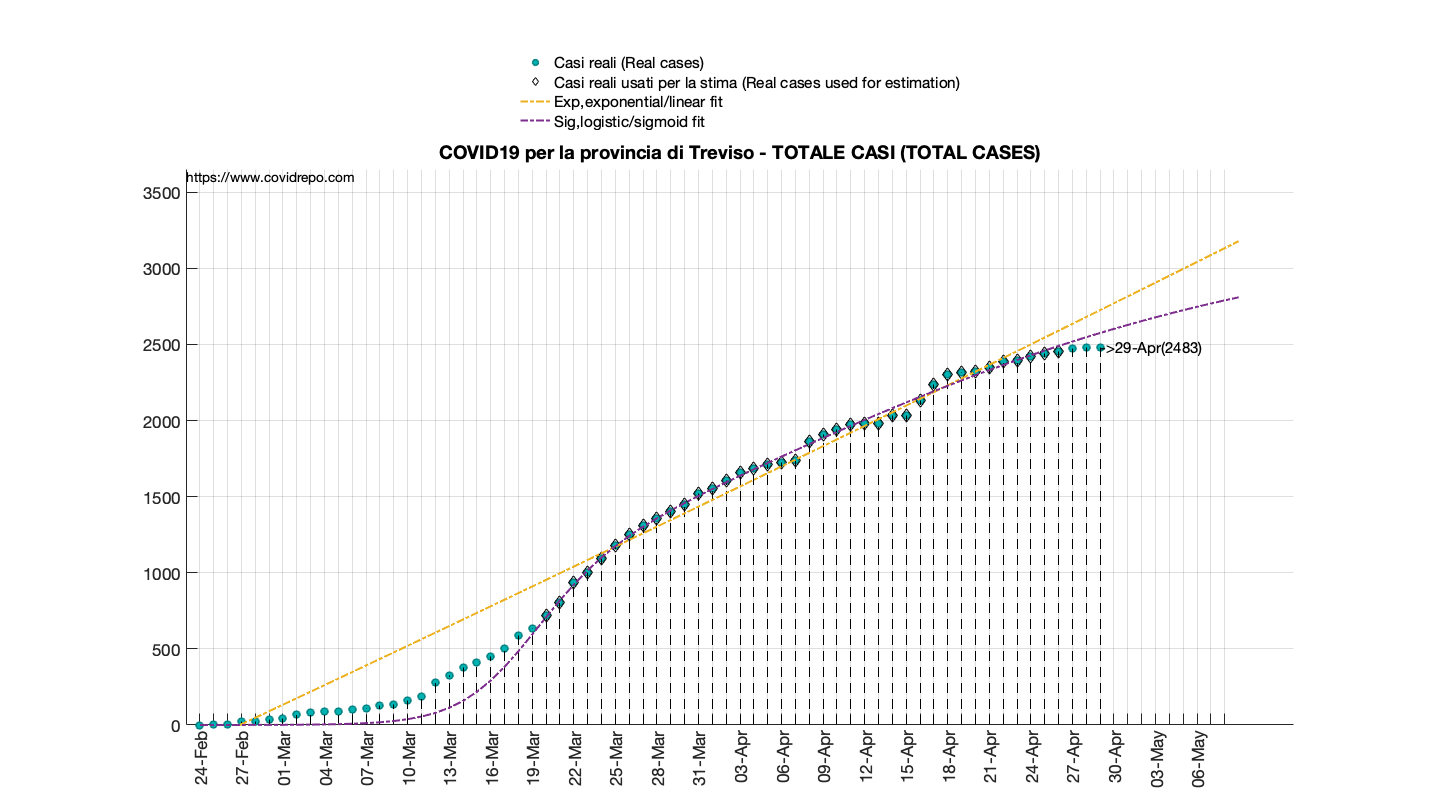 Casi reali (Real cases)
Casi reali usati per la stima (Real cases used for estimation)
Exp,exponential/linear fit
Sig,logistic/sigmoid fit
COVID19 per la provincia di Treviso - TOTALE CASI (TOTAL CASES)
https://www.covidrepo.com
3500
3000
2500
2000
1500
1000
500
0
->29-Apr(2483)
24-Feb
27-Feb
01-Mar
04-Mar
07-Mar
10-Mar
13-Mar
16-Mar
19-Mar
22-Mar
25-Mar
28-Mar
31-Mar
03-Apr
06-Apr
09-Apr
12-Apr
15-Apr
18-Apr
21-Apr
24-Apr
27-Apr
30-Apr
03-May
06-May